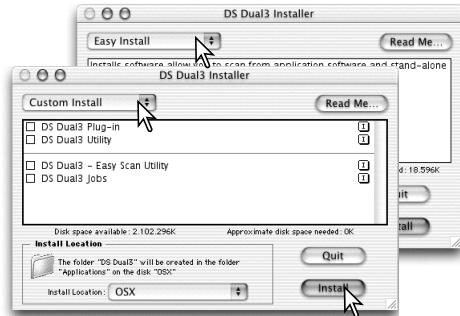 DS Dual3 Installer
Easy Install
Read Me...
Installs software allow you to scan from application software and stand-alone
d: 18.596K
uit
tall
DS Dual3 Installer
Custom Install
Read Me...
DS Dual3 Plug-in
DS Dual3 Utility
DS Dual3 - Easy Scan Utility
DS Dual3 Jobs
Disk space available: 2.102.296K
Approximate disk space needed: 0K
Install Location
The folder "DS Dual3" will be created in the folder
"Applications" on the disk "OSX"
Install Location: OSX
Quit
Install